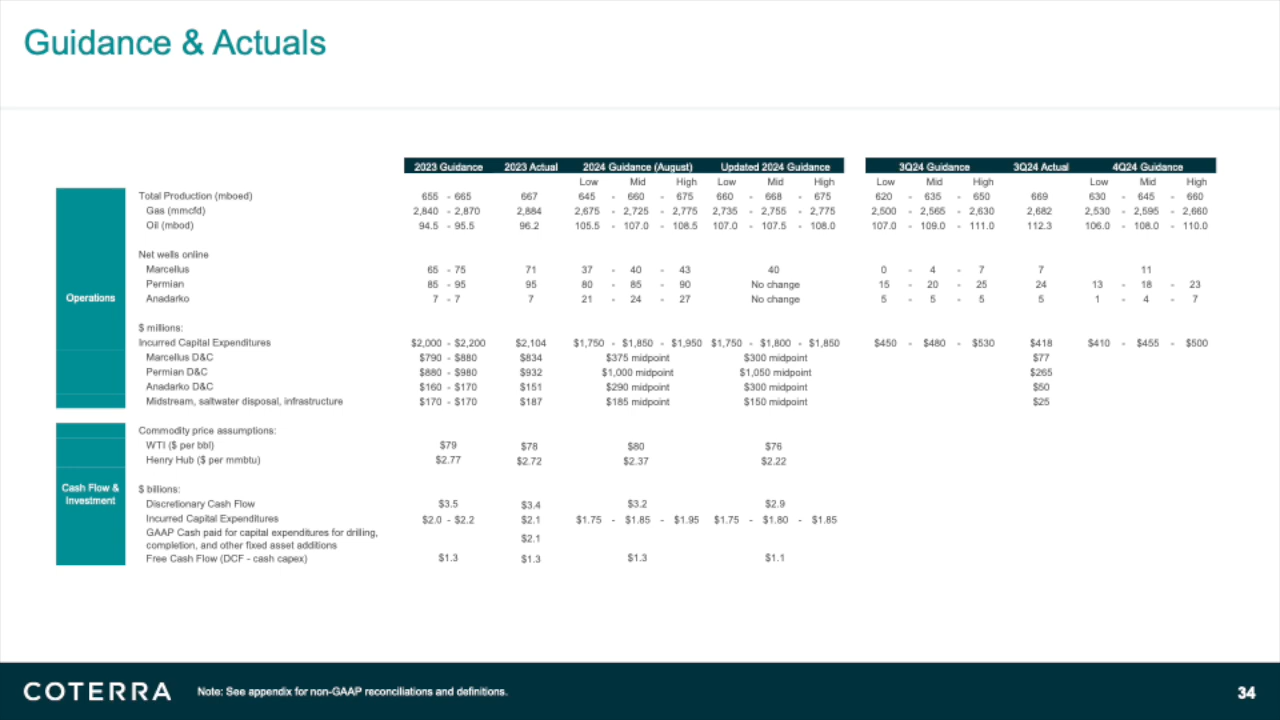 Guidance & Actuals
2023 Guidance 2023 Actual 2024 Guidance (August) Updated 2024 Guidance 3Q24 Guidance 3Q24 Actual 4Q24 Guidance
Low Mid High Low Mid High Low Mid High Low Mid High
Total Production (mboed) 655 - 665 667 645 - 660 - 675 660 - 668 - 675 620 - 635 - 650 669 630 - 645 - 660
Gas (mmcfd) 2,840 - 2,870 2,884 2,675 - 2,725 - 2,775 2,735 - 2,755 - 2,775 2,500 - 2,565 - 2,630 2,682 2,530 - 2,595 - 2,660
Oil (mbod) 94.5 - 95.5 96.2 105.5 - 107.0 - 108.5 107.0 - 107.5 - 108.0 107.0 - 109.0 - 111.0 112.3 106.0 - 108.0 - 110.0
Net wells online
Marcellus 65 - 75 71 37 - 40 - 43 40 0 - 4 - 7 7 11
Permian 85 - 95 95 80 - 85 - 90 No change 15 - 20 - 25 24 13 - 18 - 23
Operations
Anadarko 7 - 7 7 21 - 24 - 27 No change 5 - 5 - 5 5 1 - 4 - 7
$ millions:
Incurred Capital Expenditures $2,000 - $2,200 $2,104 $1,750 - $1,850 - $1,950 $1,750 - $1,800 - $1,850 $450 - $480 - $530 $418 $410 - $455 - $500
Marcellus D&C $790 - $880 $834 $375 midpoint $300 midpoint $77
Permian D&C $880 - $980 $932 $1,000 midpoint $1,050 midpoint $265
Anadarko D&C $160 - $170 $151 $290 midpoint $300 midpoint $50
Midstream, saltwater disposal, infrastructure $170 - $170 $187 $185 midpoint $150 midpoint $25
Commodity price assumptions:
WTI ($ per bbl) $79 $78 $80 $76
Henry Hub ($ per mmbtu) $2.77 $2.72 $2.37 $2.22
Cash Flow &
Investment
$ billions:
Discretionary Cash Flow $3.5 $3.4 $3.2 $2.9
Incurred Capital Expenditures $2.0 - $2.2 $2.1 $1.75 - $1.85 - $1.95 $1.75 - $1.80 - $1.85
GAAP Cash paid for capital expenditures for drilling,
completion, and other fixed asset additions $2.1
Free Cash Flow (DCF - cash capex) $1.3 $1.3 $1.3 $1.1
COTERRA Note: See appendix for non-GAAP reconciliations and definitions. 34